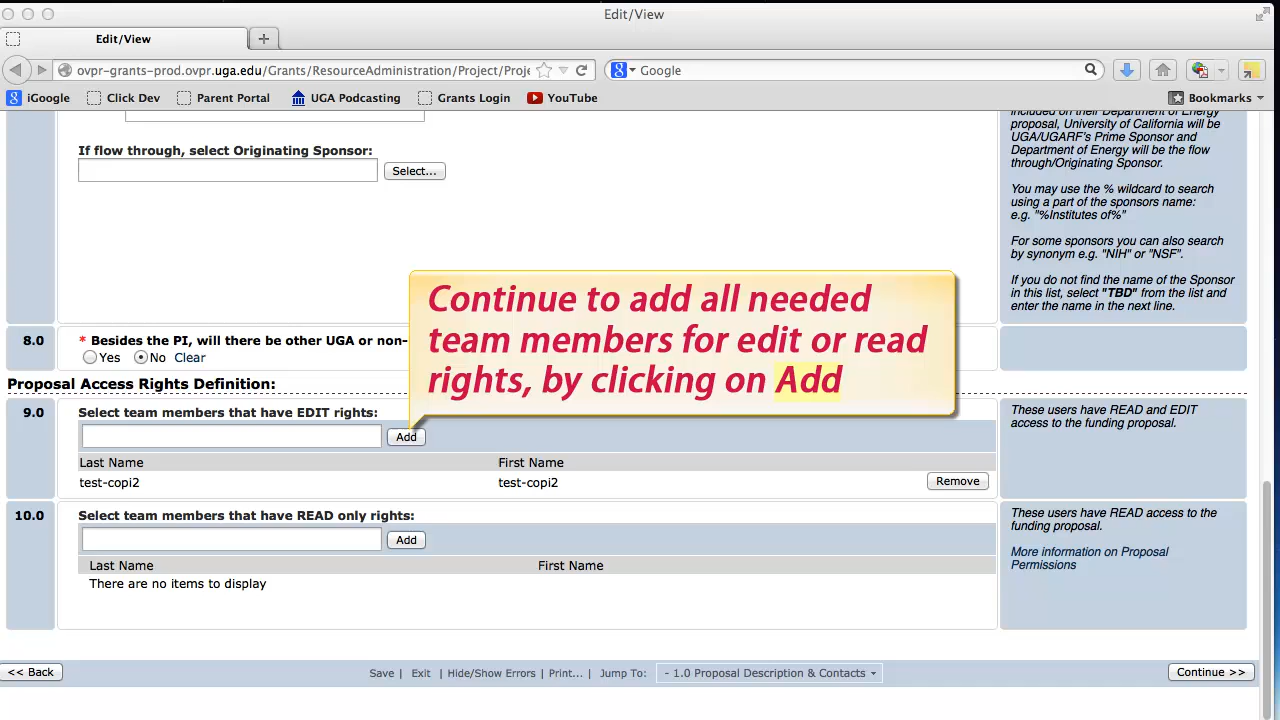 Edit/View
Edit/View
+
ovpr-grants-prod.ovpr.uga.edu/Grants/ResourceAdministration/Project/Proje
Google
iGoogle Click Dev Parent Portal UGA Podcasting Grants Login YouTube Bookmarks
included on their Department of Energy
proposal, University of California will be
UGA/UGARF's Prime Sponsor and
Department of Energy will be the flow
through/Originating Sponsor.
If flow through, select Originating Sponsor:
Select...
You may use the % wildcard to search
using a part of the sponsors name:
e.g. "%Institutes of%"
For some sponsors you can also search
by synonym e.g. "NIH" or "NSF".
If you do not find the name of the Sponsor
in this list, select "TBD" from the list and
enter the name in the next line.
Continue to add all needed
team members for edit or read
rights, by clicking on Add
8.0
* Besides the PI, will there be other UGA or non-
Yes No Clear
Proposal Access Rights Definition:
9.0
Select team members that have EDIT rights:
Add
Last Name First Name
test-copi2 test-copi2 Remove
These users have READ and EDIT
access to the funding proposal.
10.0
Select team members that have READ only rights:
Add
Last Name First Name
There are no items to display
These users have READ access to the
funding proposal.
More information on Proposal
Permissions
<< Back Save | Exit | Hide/Show Errors | Print... | Jump To: - 1.0 Proposal Description & Contacts Continue >>